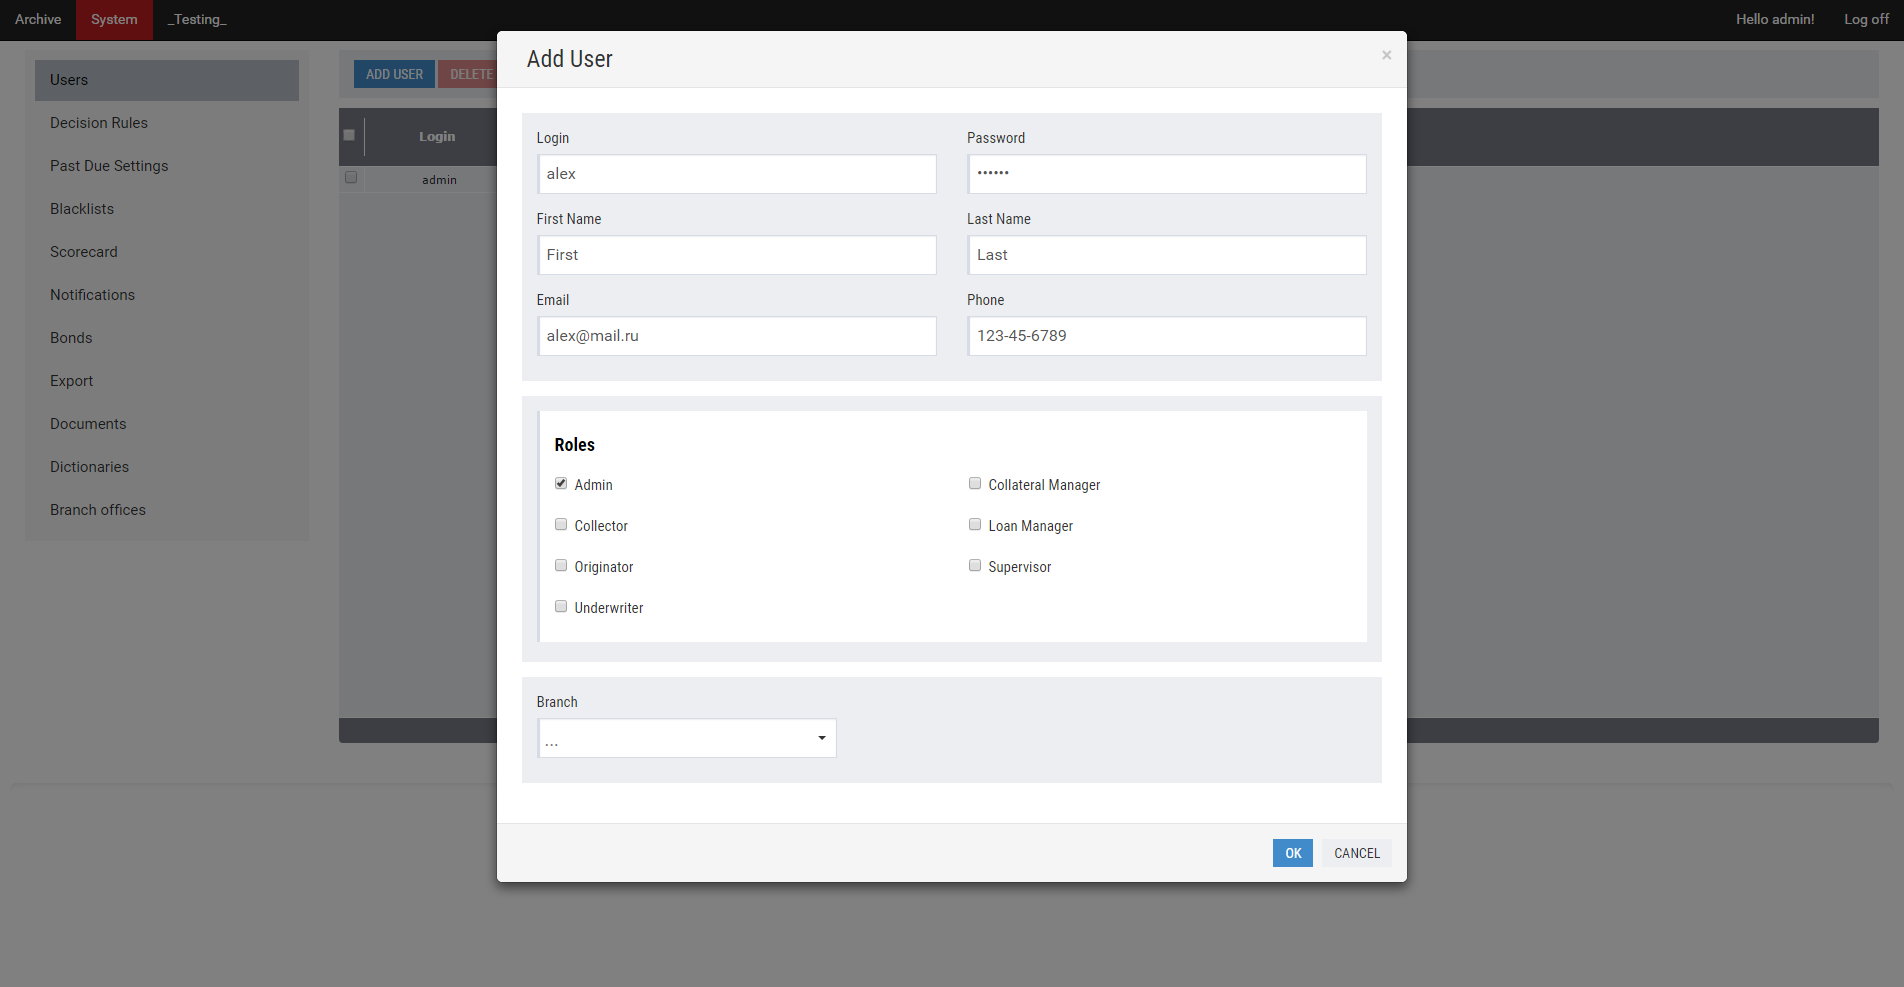 Archive System _Testing_ Hello admin! Log off
Users
Decision Rules
Past Due Settings
Blacklists
Scorecard
Notifications
Bonds
Export
Documents
Dictionaries
Branch offices
ADD USER DELETE
Login
admin
Add User ×
Login Password
alex ••••••
First Name Last Name
First Last
Email Phone
alex@mail.ru 123-45-6789
Roles
Admin Collateral Manager
Collector Loan Manager
Originator Supervisor
Underwriter
Branch
...
OK CANCEL